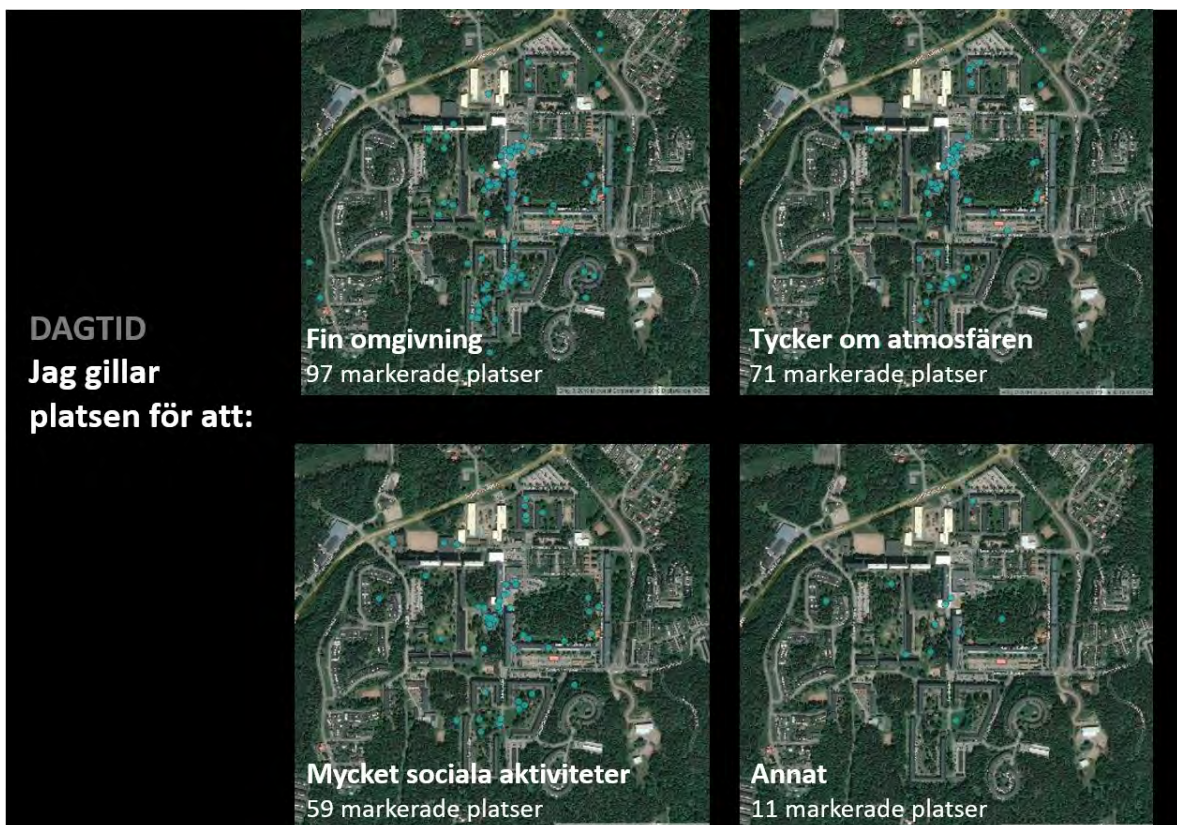 DAGTID
Jag gillar
platsen för att:
Fin omgivning
97 markerade platser
Tycker om atmosfären
71 markerade platser
Mycket sociala aktiviteter
59 markerade platser
Annat
11 markerade platser